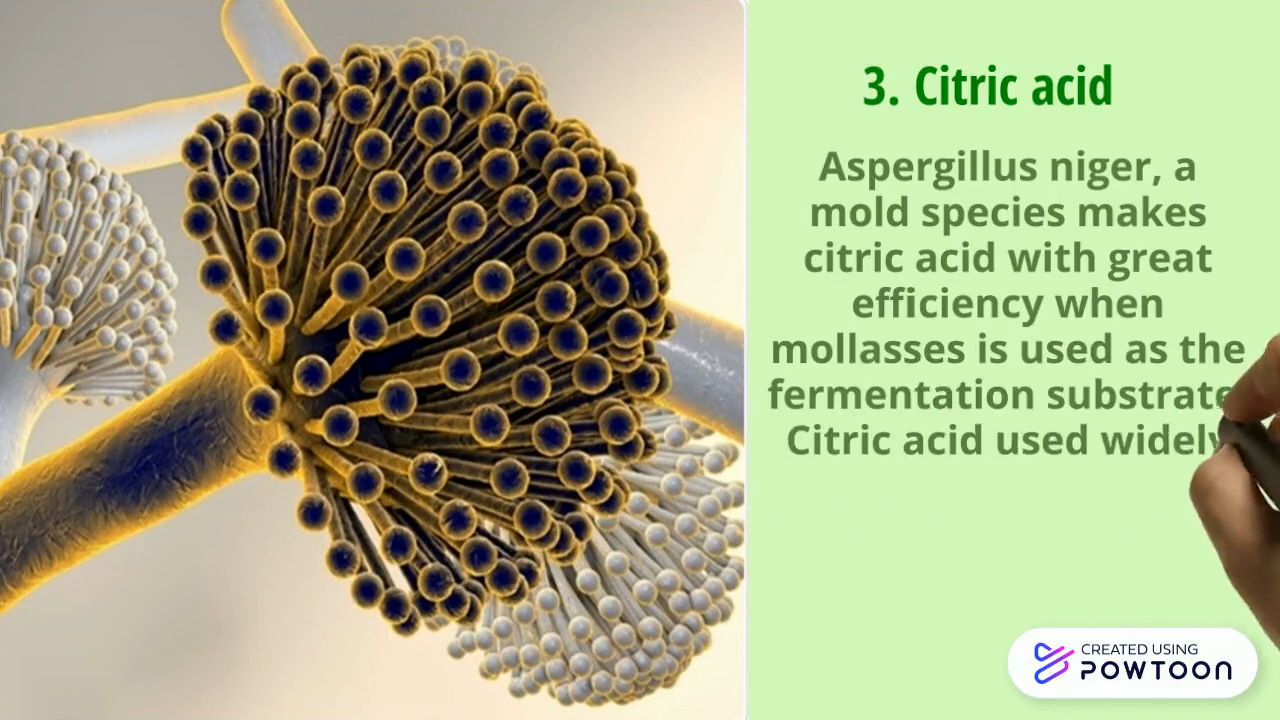 3. Citric acid
Aspergillus niger, a
mold species makes
citric acid with great
efficiency when
mollasses is used as the
fermentation substrate
Citric acid used widely
CREATED USING
POWTOON